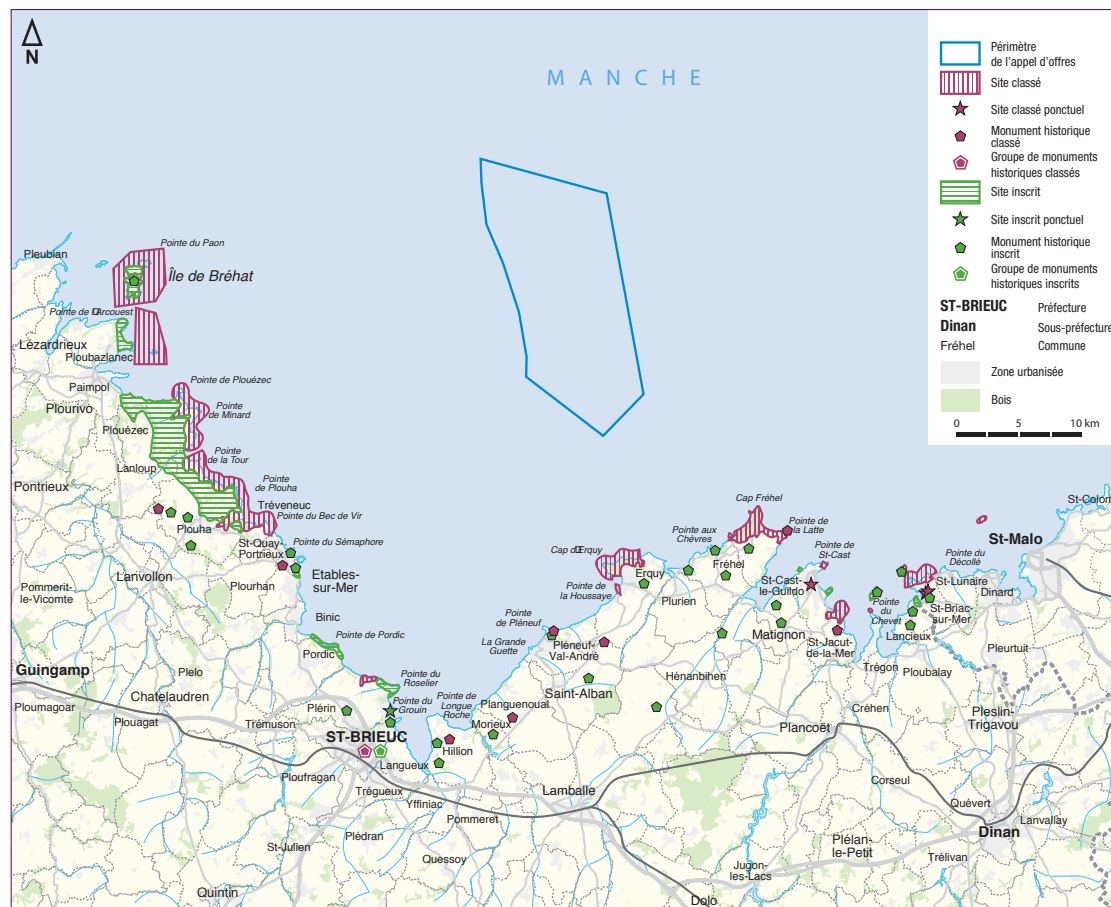 N
MANCHE
Périmètre
de l'appel d'offres
Site classé
Site classé ponctuel
Monument historique
classé
Groupe de monuments
historiques classés
Site inscrit
Site inscrit ponctuel
Monument historique
inscrit
Groupe de monuments
historiques inscrits
ST-BRIEUC Préfecture
Dinan Sous-préfecture
Fréhel Commune
Zone urbanisée
Bois
0 5 10 km
Pleubian
Pointe du Paon
Île de Bréhat
Pointe de L'Arcouest
Lézardrieux
Ploubazlanec
Paimpol
Pointe de Plouézec
Plourivo
Pointe
de Minard
Plouézec
Pointe
de la Tour
Lanloup
Pontrieux
Pointe
de Plouha
Tréveneuc
Pointe du Bec de Vir
Plouha
St-Quay-
Portrieux
Pointe du Sémaphore
Lanvollon
Plourhan
Etables-
sur-Mer
Pommerit-
le-Vicomte
Binic
Pointe de Pordic
Pordic
Guingamp
Plelo
Pointe du
Roselier
Chatelaudren
Ploumagoar
Plérin
Pointe du
Grouin
Pointe de
Longue
Roche
Plouagat
Trémuson
ST-BRIEUC
Langueux
Hillion
Morieux
Planguenoual
Ploufragan
Trégueux
Yffiniac
Pommeret
Plédran
St-Julien
Quessoy
Quintin
Lamballe
Saint-Alban
Pléneuf-
Val-André
Pointe
de Pléneuf
La Grande
Guette
Pointe de
la Houssaye
Cap D'Erquy
Erquy
Plurien
Pointe aux
Chèvres
Cap Fréhel
Pointe de
la Latte
Fréhel
Pointe de
St-Cast
St-Cast-
le-Guildo
Matignon
St-Jacut-
de-la-Mer
Hénanbihen
Pointe
du
Chevet
Lancieux
Pointe du
Décollé
St-Lunaire
St-Briac-
sur-Mer
Dinard
St-Malo
St-Colom
Trégon
Ploubalay
Pleurtuit
Créhen
Plancoët
Pleslin-
Trigavou
Corseul
Quévert
Lanvallay
Dinan
Plélan-
le-Petit
Trélivan
Jugon-
les-Lacs
Dolo